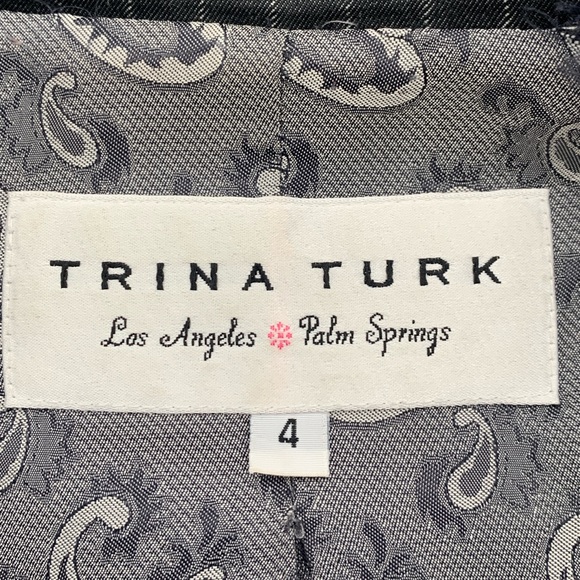 TRINA TURK
Los Angeles Palm Springs
4